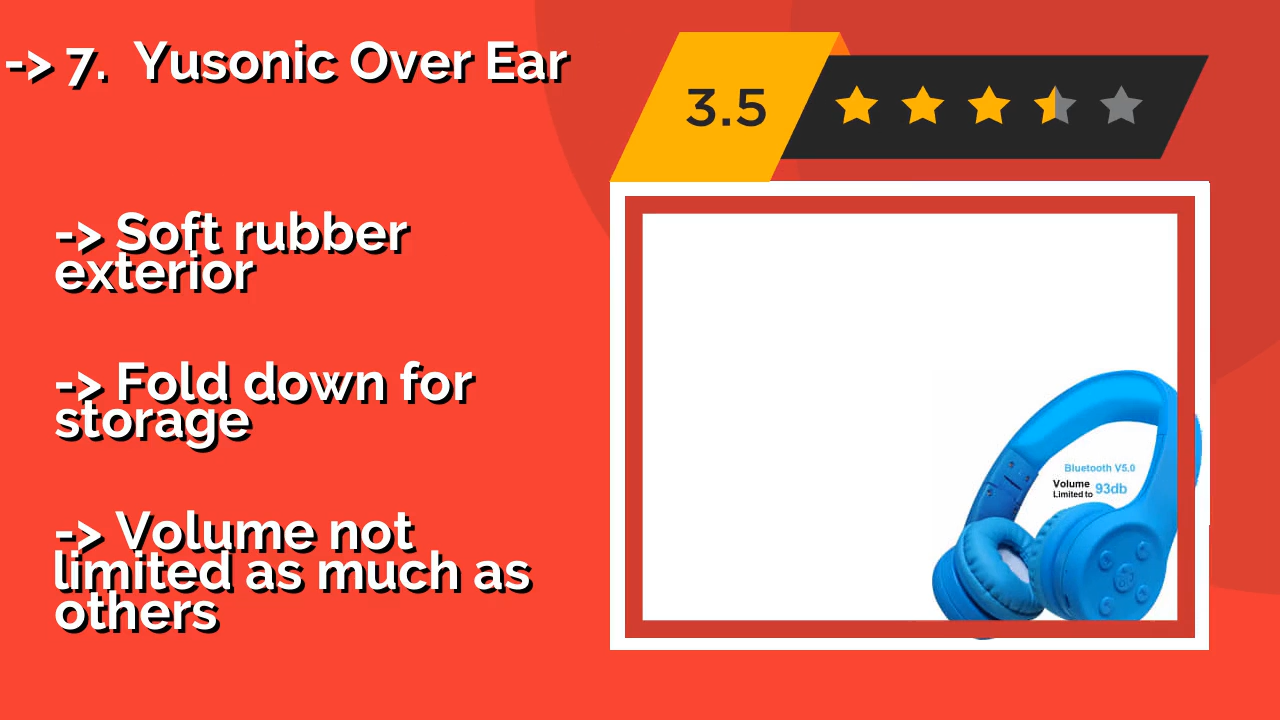 -> 7. Yusonic Over Ear
3.5
-> Soft rubber
exterior
-> Fold down for
storage
-> Volume not
limited as much as
others
Bluetooth V5.0
Volume
Limited to 93db